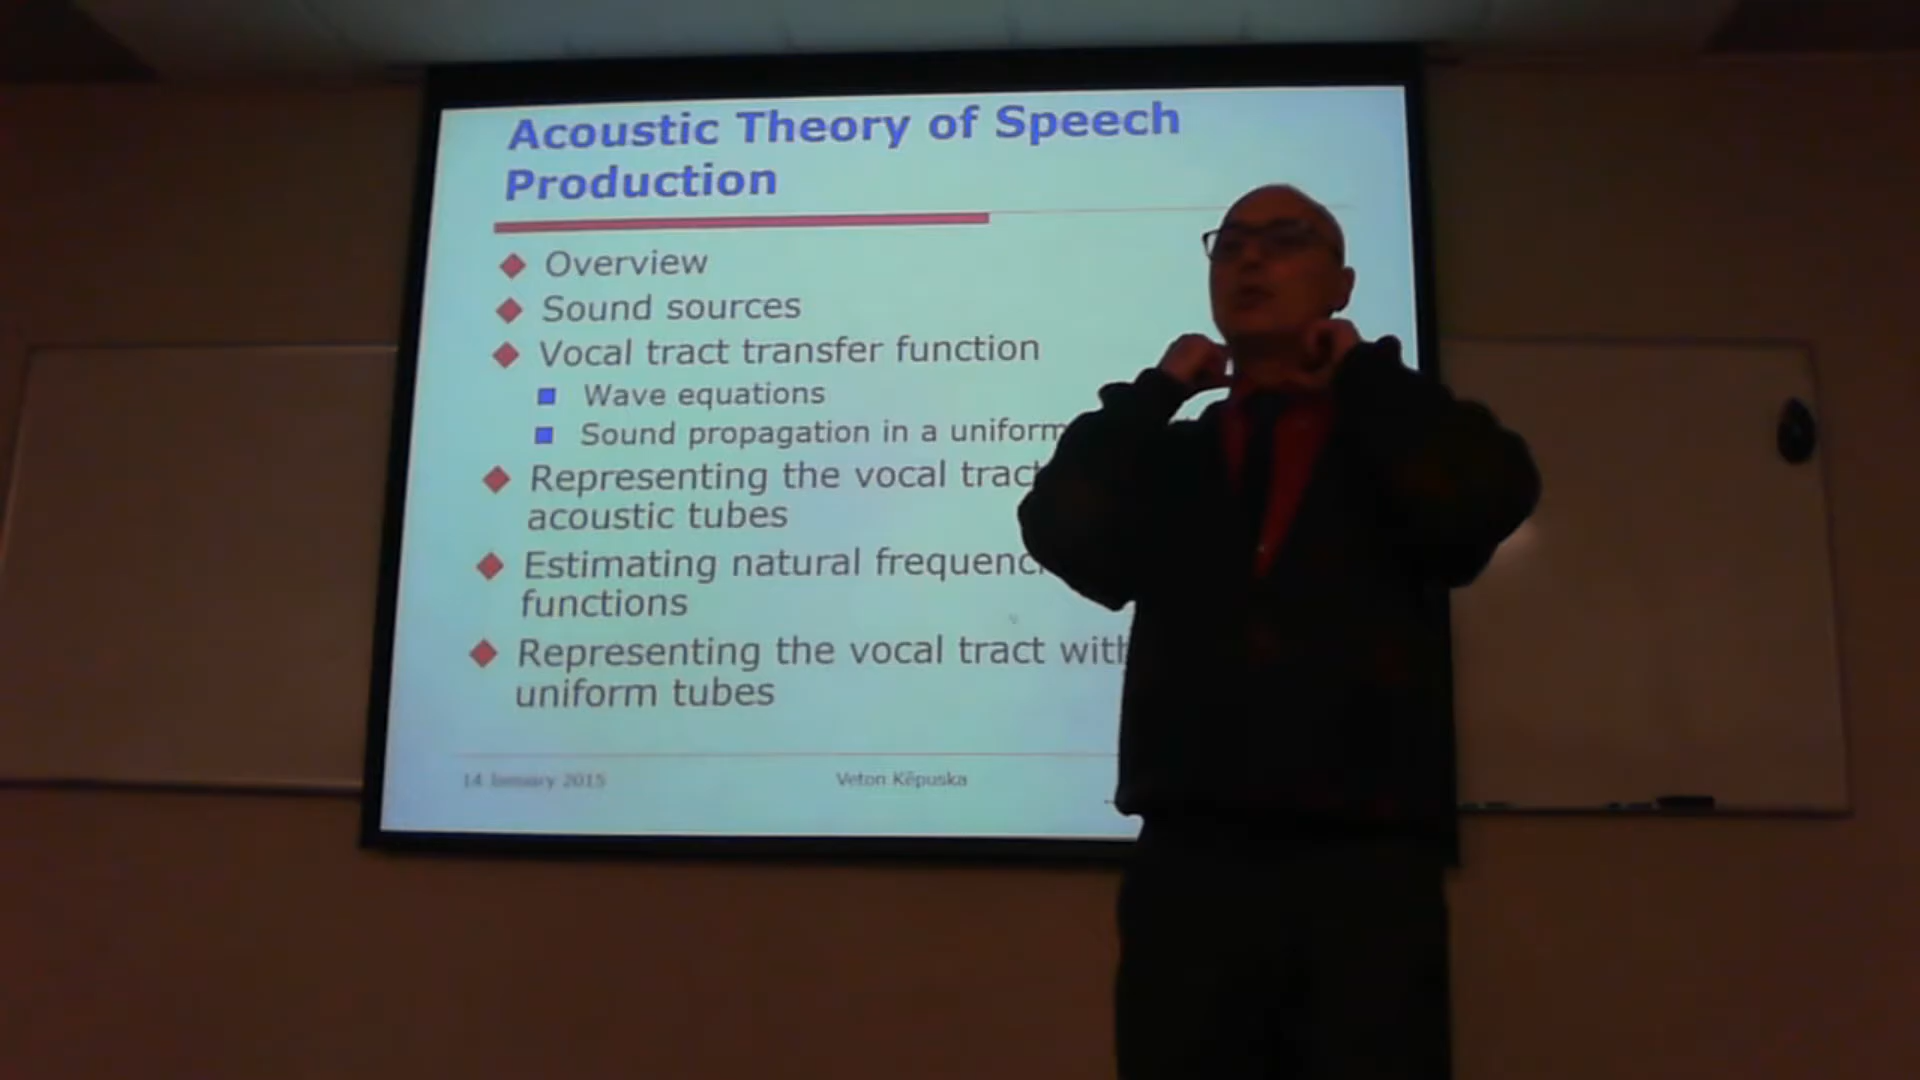 Acoustic Theory of Speech
Production
Overview
Sound sources
Vocal tract transfer function
Wave equations
Sound propagation in a uniform
Representing the vocal tract
acoustic tubes
Estimating natural
functions
Representing the vocal tract with
uniform tubes
14 January 2015
Veton Këpuska